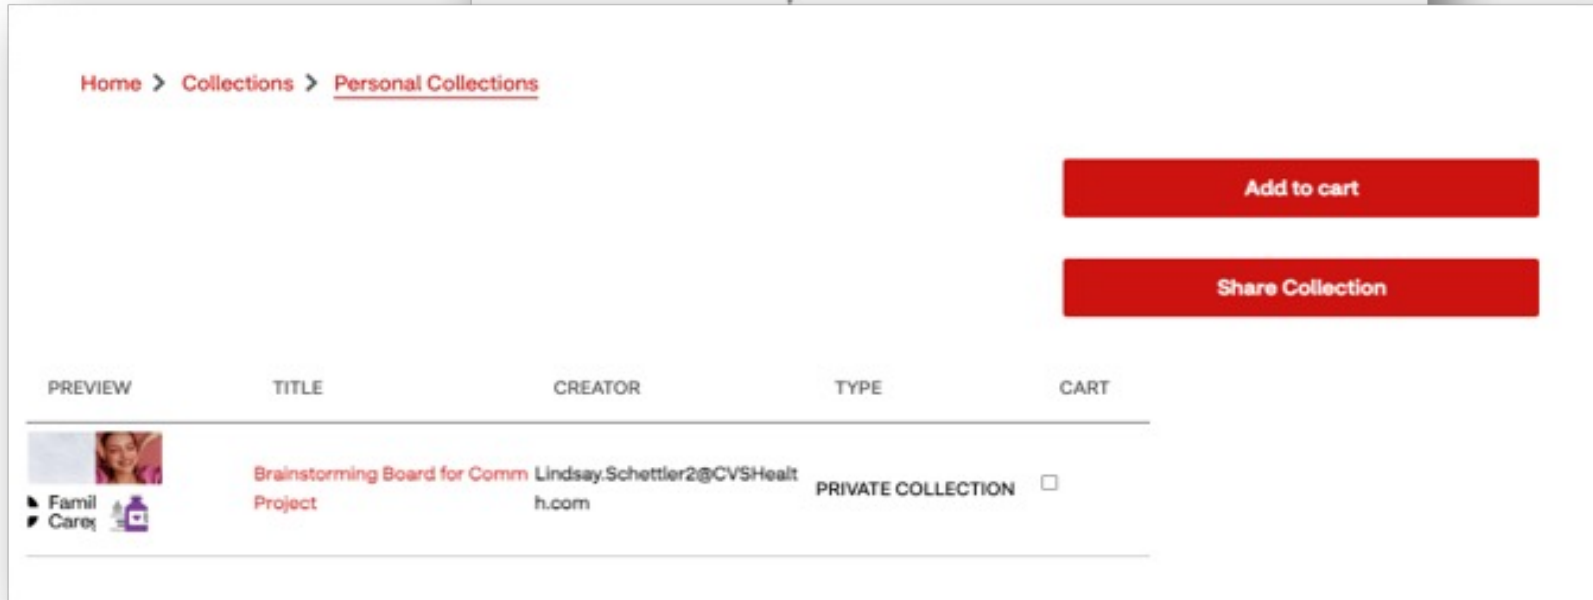 Home > Collections > Personal Collections
Add to cart
Share Collection
PREVIEW TITLE CREATOR TYPE CART
Brainstorming Board for Comm
Project
Lindsay.Schettler2@CVSHealt
h.com
PRIVATE COLLECTION
Famil
Careg